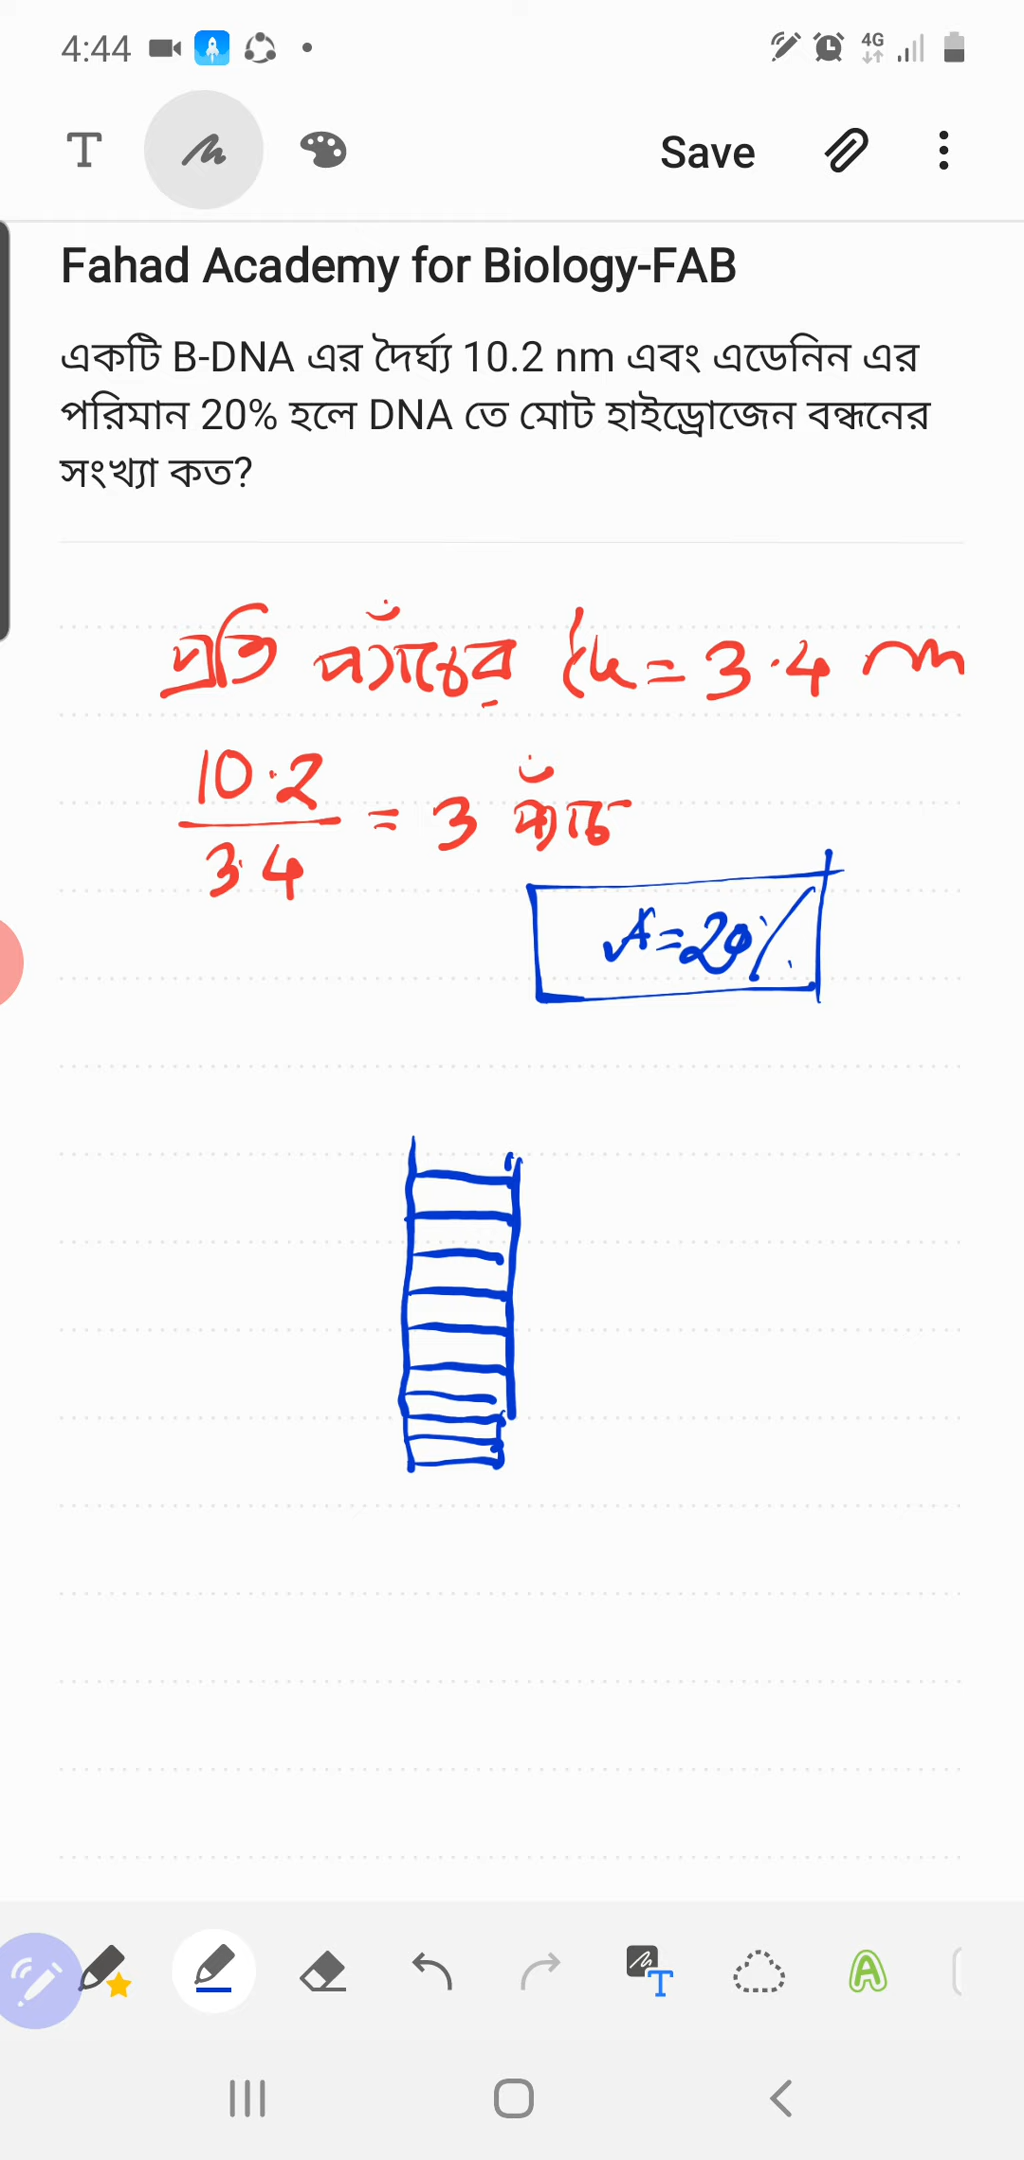 4:44
4G
T
Save
Fahad Academy for Biology-FAB
একটি B-DNA এর দৈর্ঘ্য 10.2 nm এবং এডেনিন এর
পরিমান 20% হলে DNA তে মোট হাইড্রোজেন বন্ধনের
সংখ্যা কত?
প্রতি প্যাঁচের = 3.4 nm
10.2
3.4
= 3 প্যাঁচ
A=20%
T
A